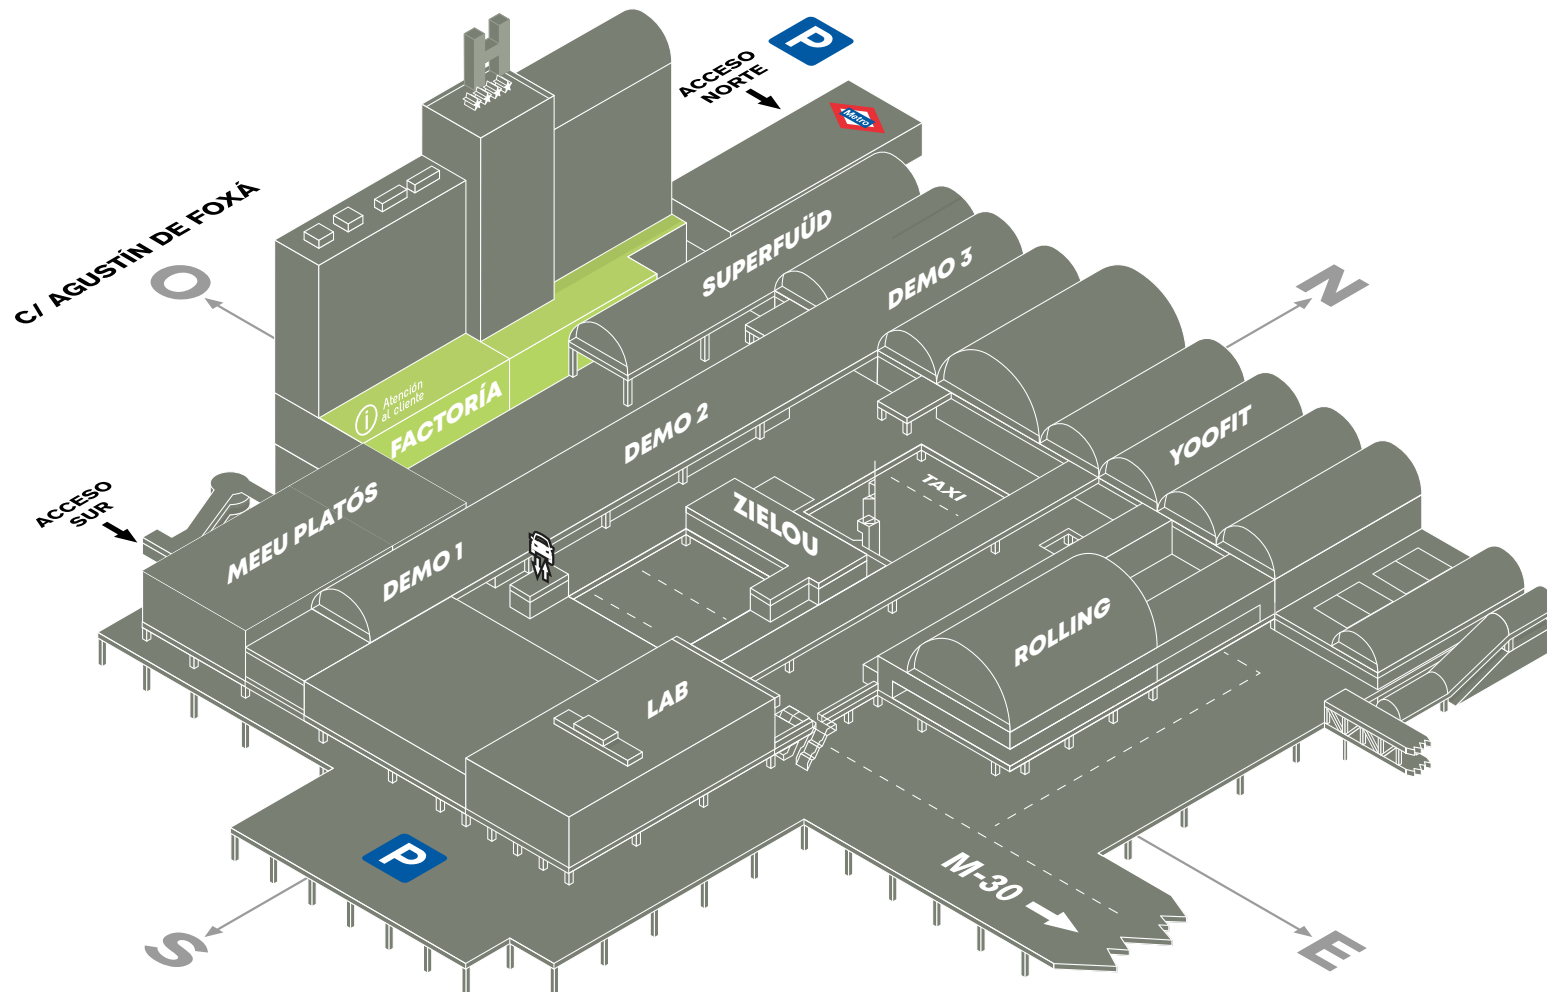 H
P
ACCESO
NORTE
Metro
C/ AGUSTÍN DE FOXÁ
O
N
SUPERFUÜD
DEMO 3
i
Atención
al cliente
FACTORÍA
DEMO 2
YOOFIT
ACCESO
SUR
MEEU PLATÓS
ZIELOU
TAXI
DEMO 1
ROLLING
LAB
P
M-30
S
E